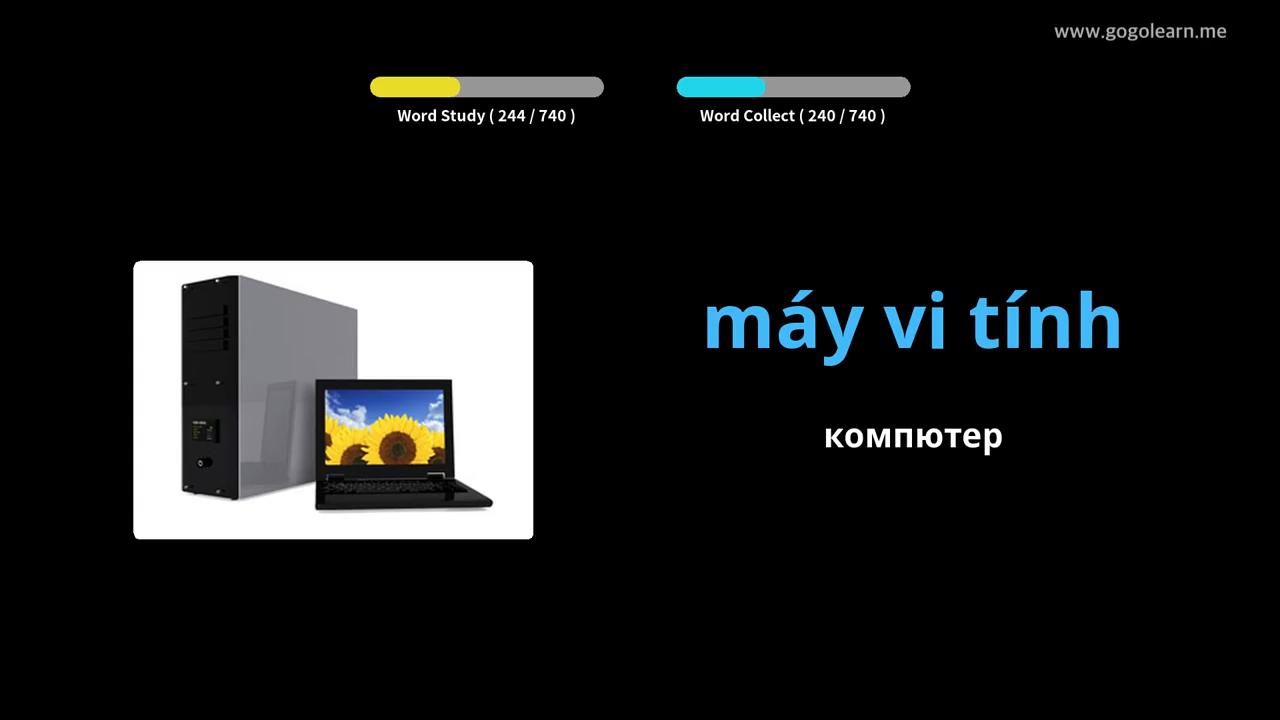 www.gogolearn.me
Word Study ( 244 / 740 )
Word Collect ( 240 / 740 )
máy vi tính
компютер